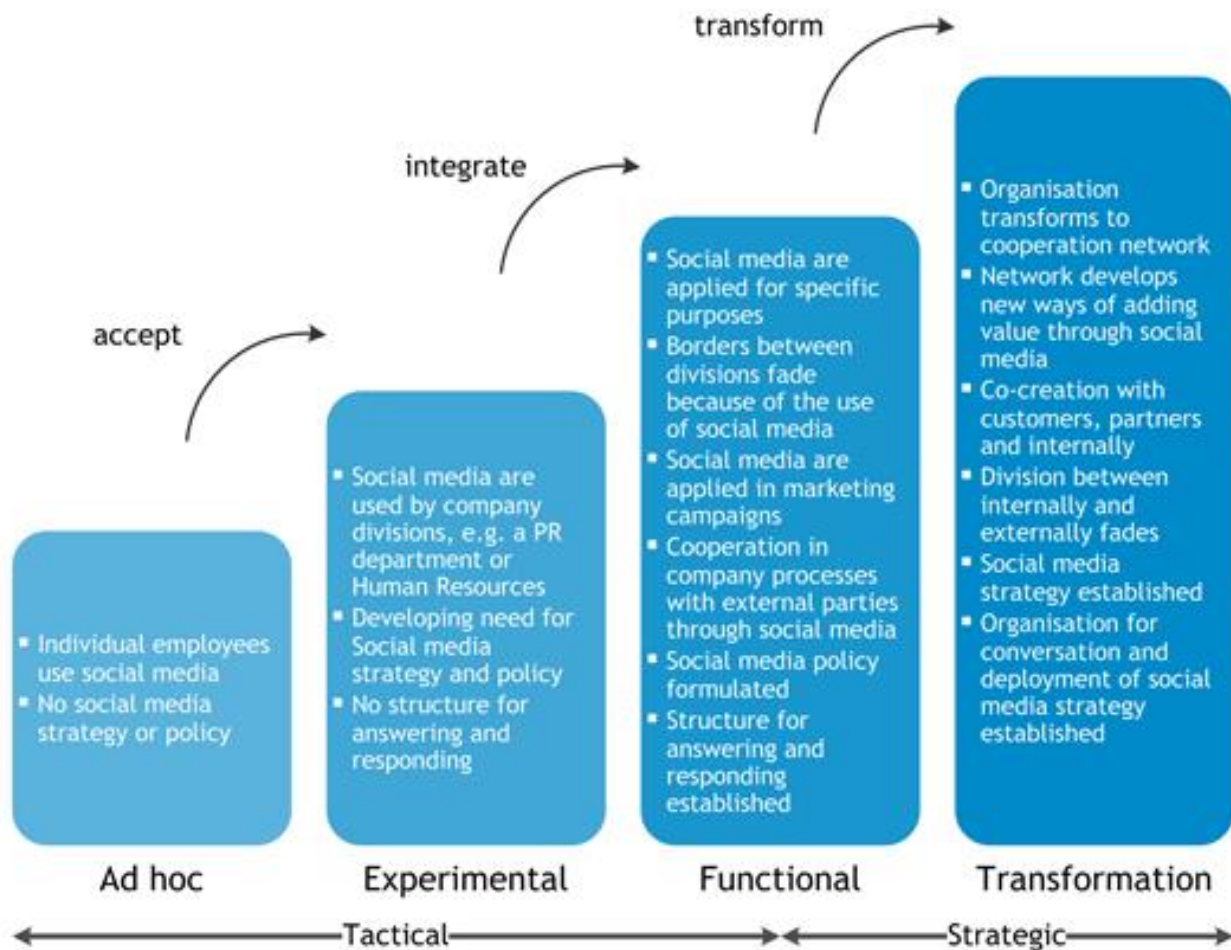 transform
integrate
accept
▪ Individual employees
use social media
▪ No social media
strategy or policy
▪ Social media are
used by company
divisions, e.g. a PR
department or
Human Resources
▪ Developing need for
Social media
strategy and policy
▪ No structure for
answering and
responding
▪ Social media are
applied for specific
purposes
▪ Borders between
divisions fade
because of the use
of social media
▪ Social media are
applied in marketing
campaigns
▪ Cooperation in
company processes
with external parties
through social media
▪ Social media policy
formulated
▪ Structure for
answering and
responding
established
▪ Organisation
transforms to
cooperation network
▪ Network develops
new ways of adding
value through social
media
▪ Co-creation with
customers, partners
and internally
▪ Division between
internally and
externally fades
▪ Social media
strategy established
▪ Organisation for
conversation and
deployment of social
media strategy
established
Ad hoc
Experimental
Functional
Transformation
Tactical
Strategic